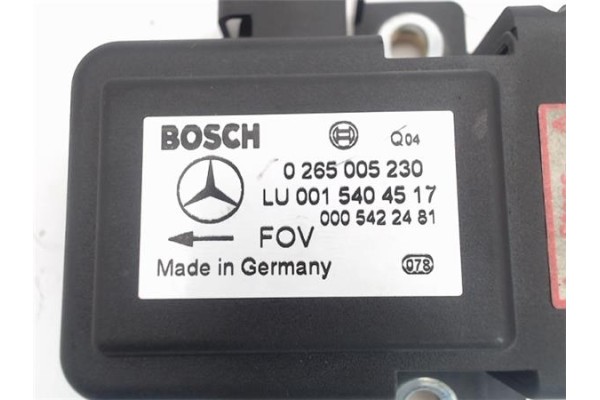 BOSCH
Q04
0 265 005 230
LU 001 540 45 17
000 542 24 81
FOV
Made in Germany
078